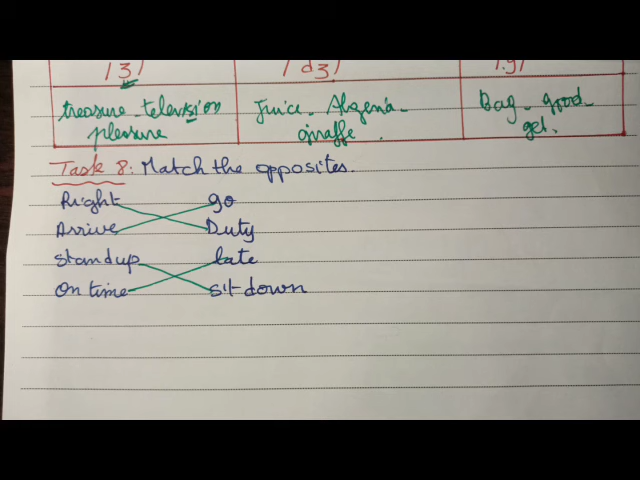 /ʒ/ /dʒ/ /g/
treasure - television Juice - Algeria - Bag - good -
pleasure giraffe. get.
Task 8: Match the opposites.
Right go
Arrive Duty
Stand up late
On time sit down